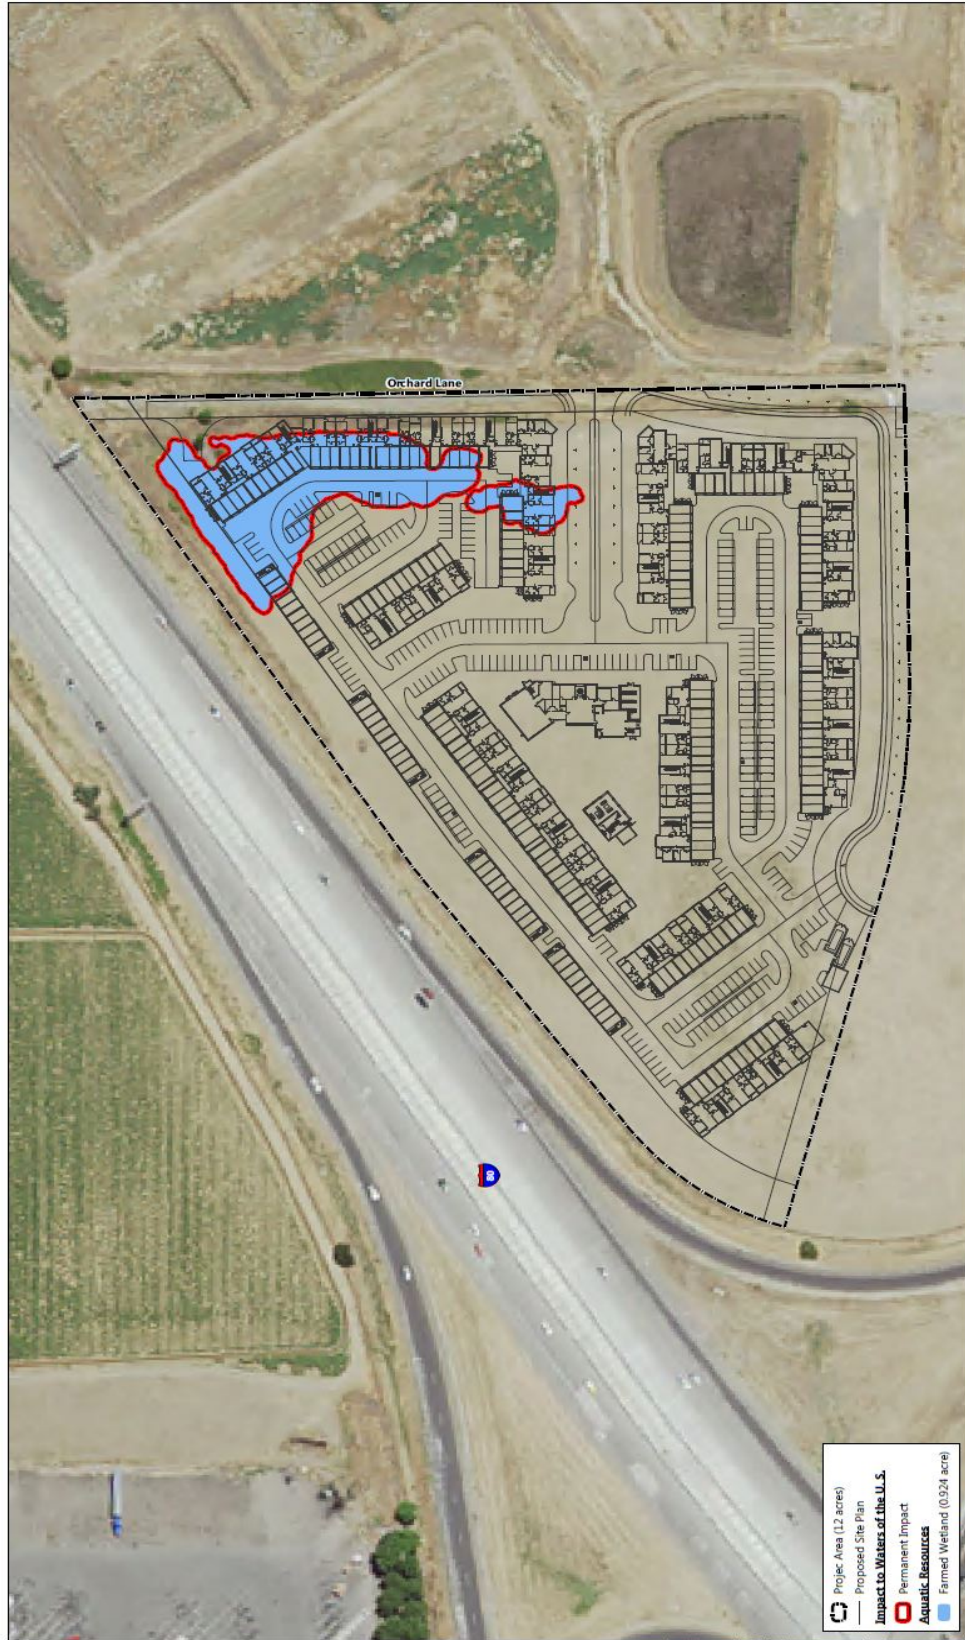 Orchard Lane
80
Projec Area (12 acres)
Proposed Site Plan
Impact to Waters of the U. S.
Permanent Impact
Aquatic Resources
Farmed Wetland (0.924 acre)